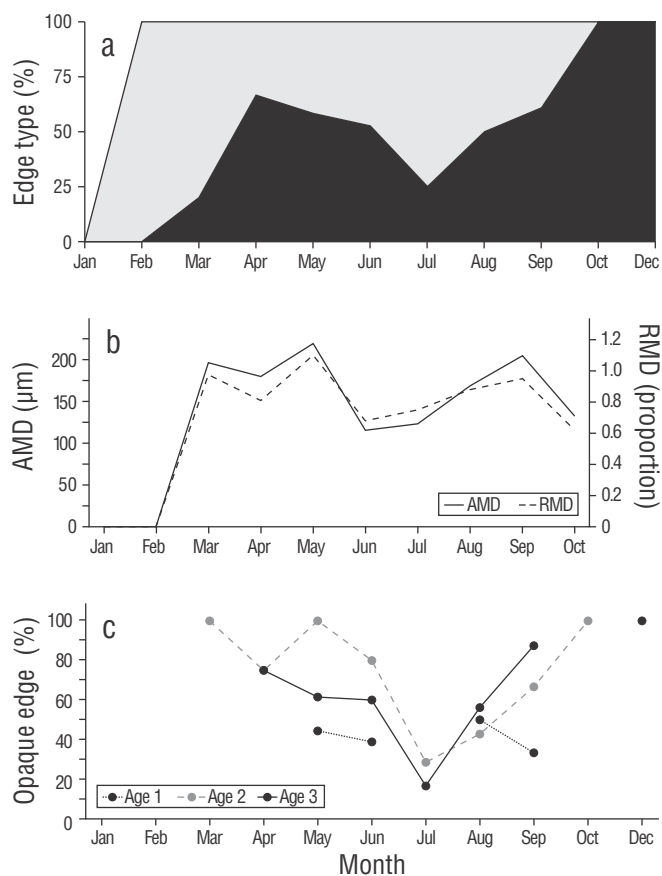 a
Edge type (%)
100
75
50
25
0
Jan Feb Mar Apr May Jun Jul Aug Sep Oct Dec
b
AMD (µm)
200
150
100
50
0
RMD (proportion)
1.2
1.0
0.8
0.6
0.4
0.2
0
AMD RMD
Jan Feb Mar Apr May Jun Jul Aug Sep Oct
c
Opaque edge (%)
100
80
60
40
20
0
Age 1 Age 2 Age 3
Jan Feb Mar Apr May Jun Jul Aug Sep Oct Dec
Month